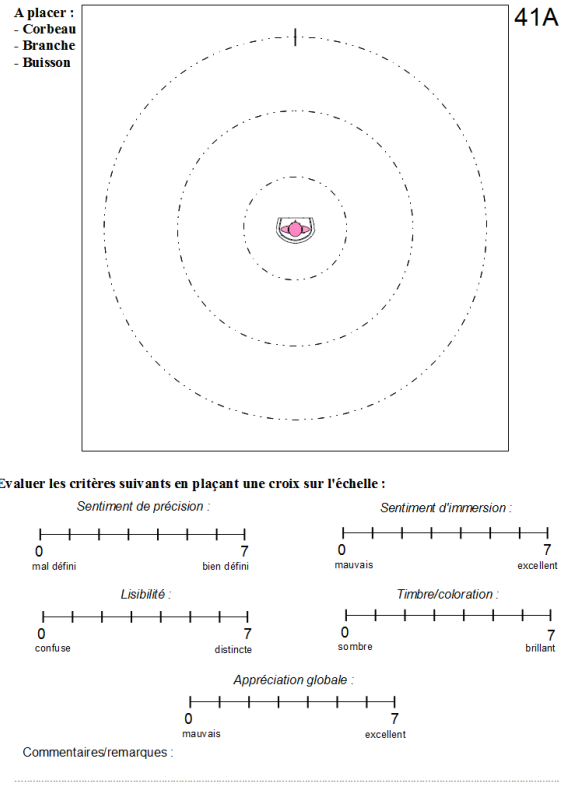 A placer :
- Corbeau
- Branche
- Buisson
41A
Evaluer les critères suivants en plaçant une croix sur l'échelle :
Sentiment de précision :
0 7
mal défini bien défini
Sentiment d'immersion :
0 7
mauvais excellent
Lisibilité :
0 7
confuse distincte
Timbre/coloration :
0 7
sombre brillant
Appréciation globale :
0 7
mauvais excellent
Commentaires/remarques :